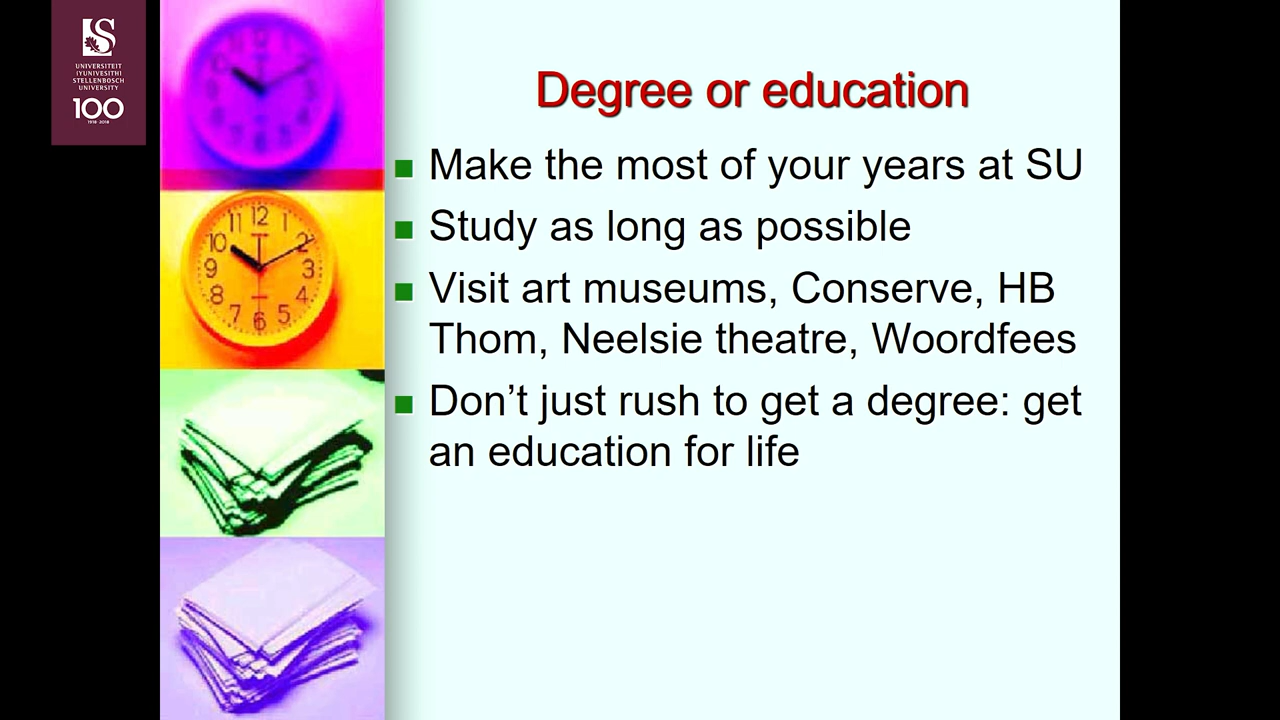 UNIVERSITEIT
IYUNIVESITHI
STELLENBOSCH
UNIVERSITY
100
1918 2018
Degree or education
Make the most of your years at SU
Study as long as possible
Visit art museums, Conserve, HB
Thom, Neelsie theatre, Woordfees
Don't just rush to get a degree: get
an education for life